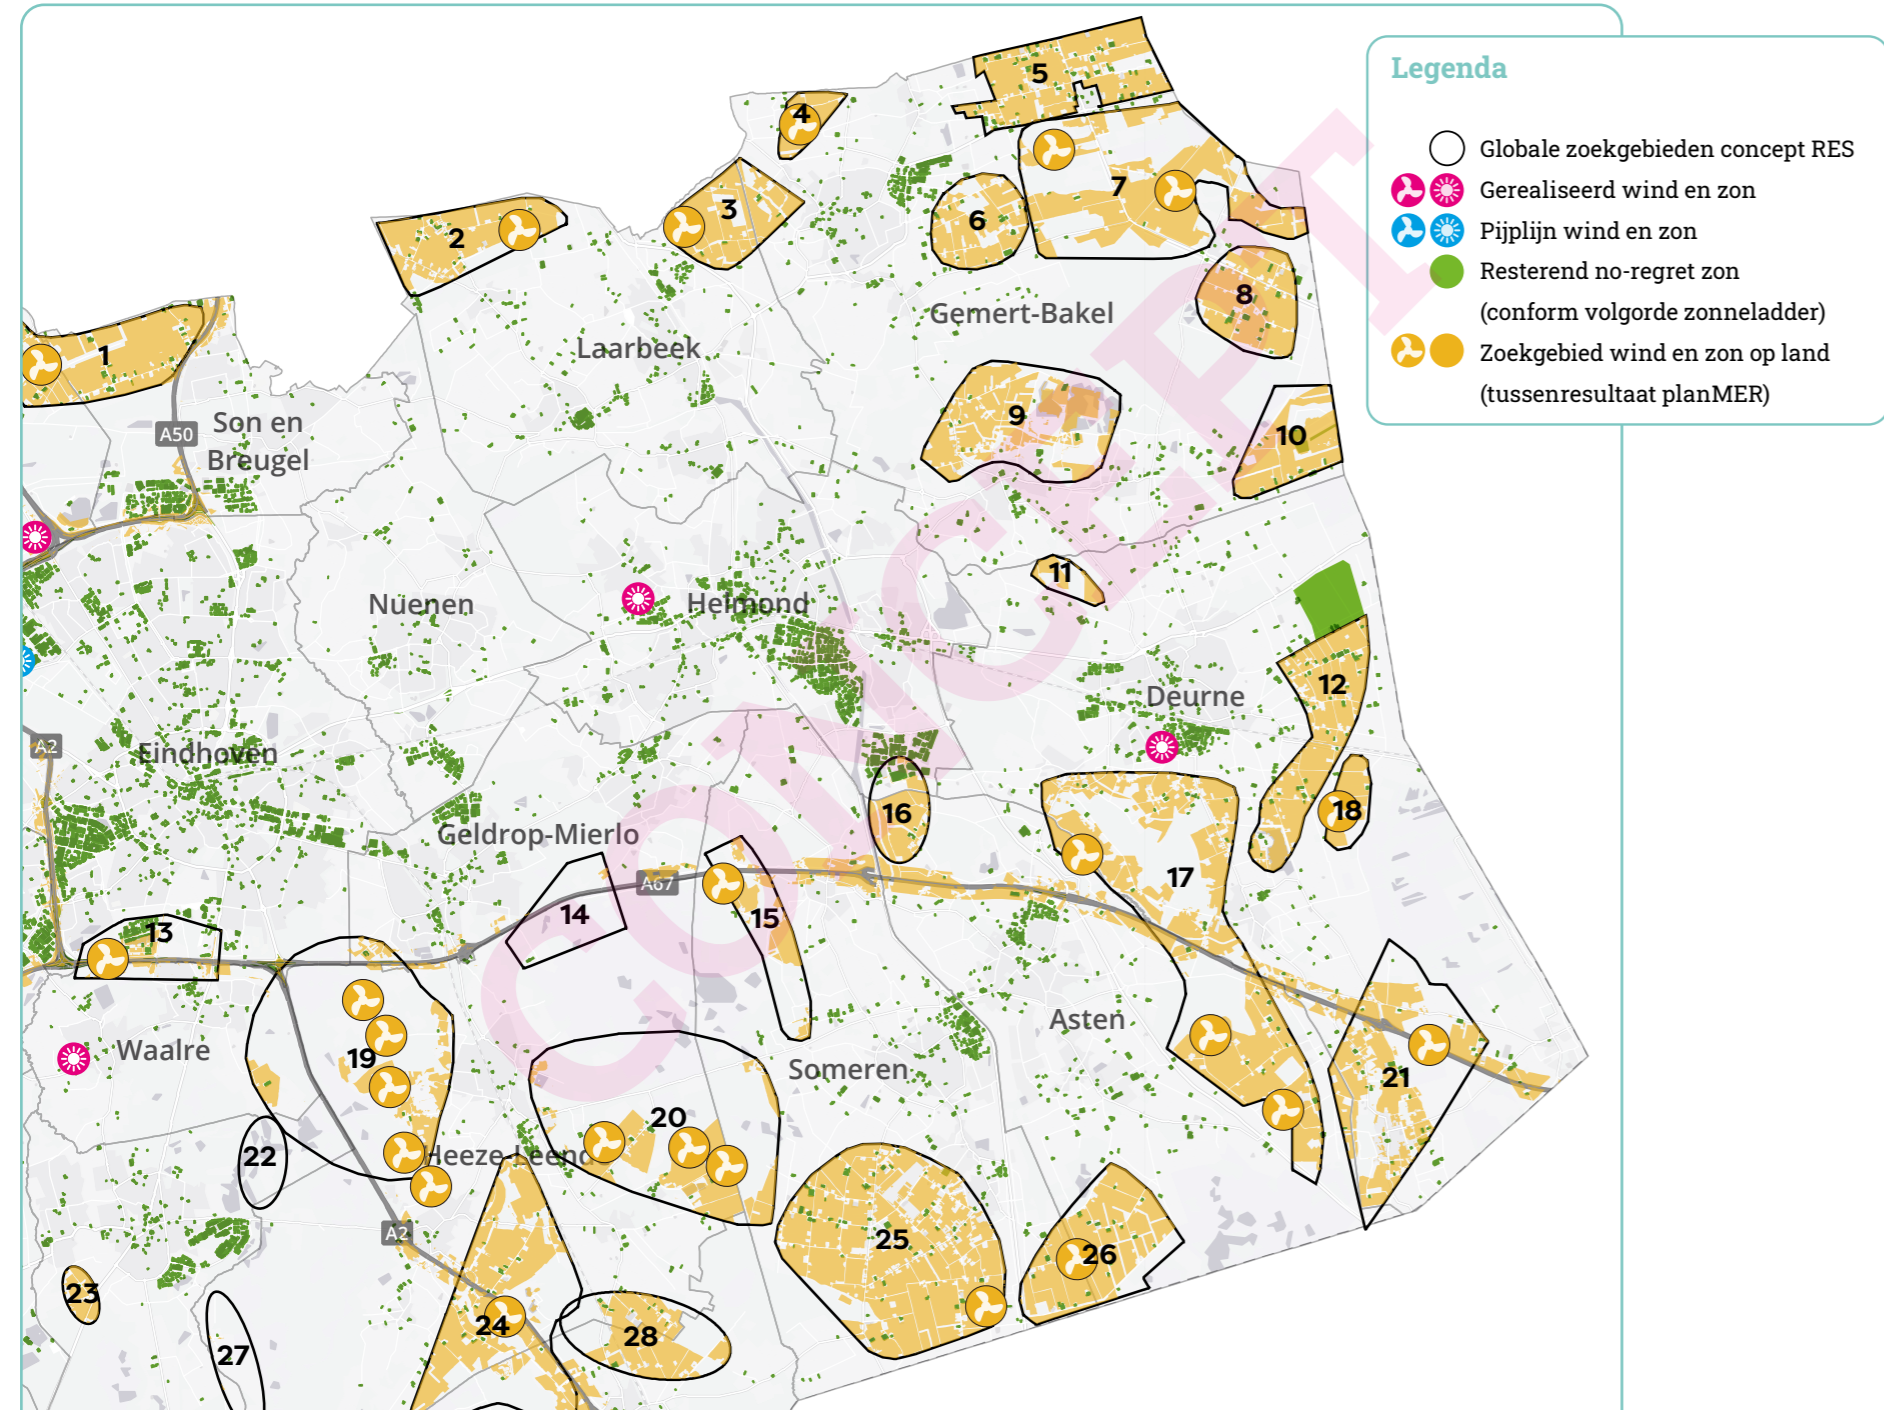 Legenda
Globale zoekgebieden concept RES
Gerealiseerd wind en zon
Pijplijn wind en zon
Resterend no-regret zon
(conform volgorde zonneladder)
Zoekgebied wind en zon op land
(tussenresultaat planMER)
5
4
7
3
6
2
8
Gemert-Bakel
Laarbeek
1
9
Son en
Breugel
A50
10
11
Nuenen
Helmond
12
Deurne
A2
Eindhoven
18
16
Geldrop-Mierlo
17
A67
14
15
13
Asten
Waalre
19
Someren
21
20
22
Heeze-Leende
A2
25
26
23
24
28
27
CONCEPT